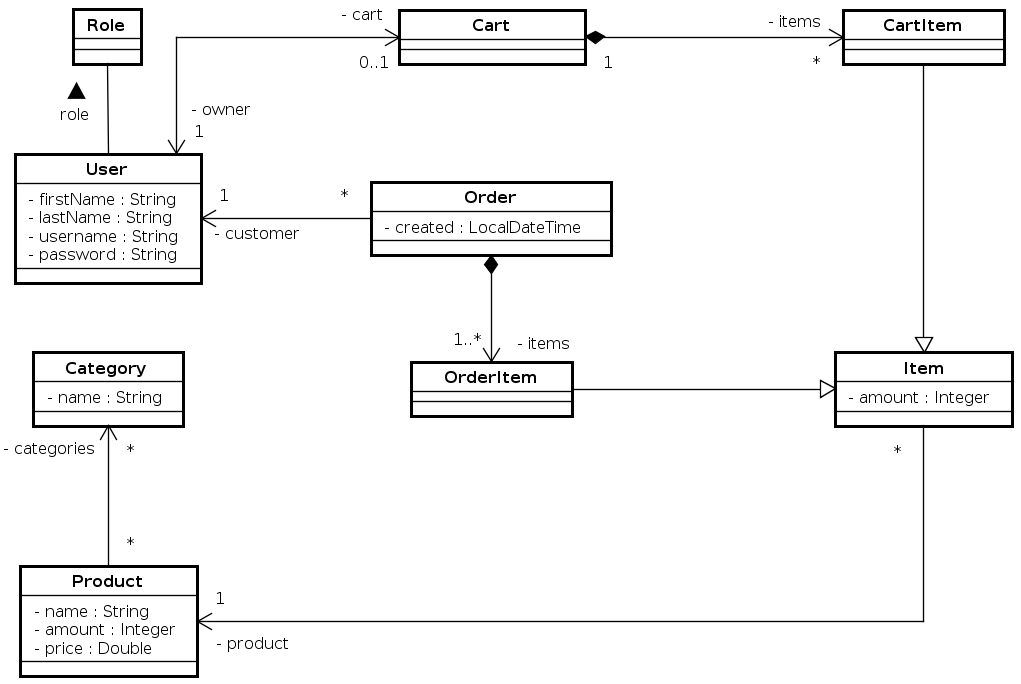 Role
- cart
Cart
- items
CartItem
0..1
1
*
role
- owner
1
User
- firstName : String
- lastName : String
- username : String
- password : String
1
*
- customer
Order
- created : LocalDateTime
1..*
- items
OrderItem
Item
- amount : Integer
*
Category
- name : String
- categories
*
*
Product
- name : String
- amount : Integer
- price : Double
1
- product